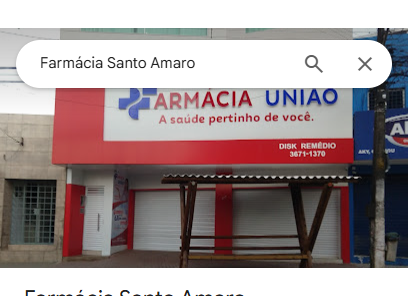 Farmácia Santo Amaro
FARMÁCIA UNIÃO
A saúde pertinho de você.
DISK REMÉDIO
3671-1370
Farmácia Santo Amaro